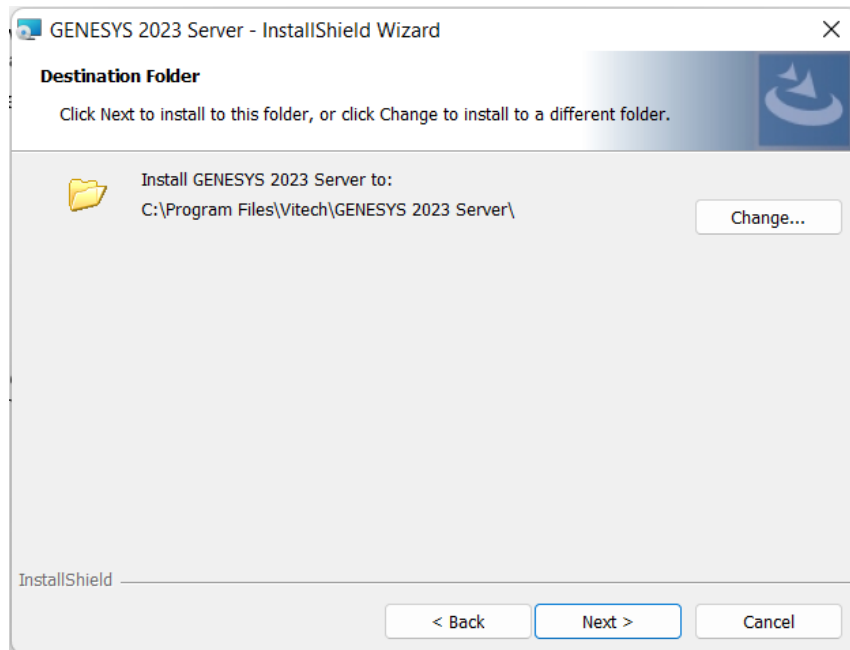 GENESYS 2023 Server - InstallShield Wizard
Destination Folder
Click Next to install to this folder, or click Change to install to a different folder.
Install GENESYS 2023 Server to:
C:\Program Files\Vitech\GENESYS 2023 Server\
Change...
InstallShield
< Back
Next >
Cancel